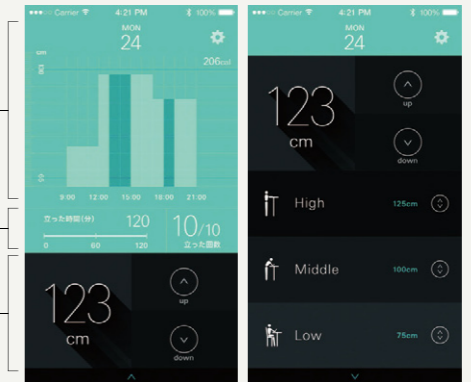 Carrier 4:21 PM 100%
MON
24
206cal
cm
9:00 12:00 15:00 18:00 21:00
立った時間(分) 120
0 60 120
10/10
立った回数
123
cm
up
down
Carrier 4:21 PM 100%
MON
24
123
cm
up
down
High 125cm
Middle 100cm
Low 75cm